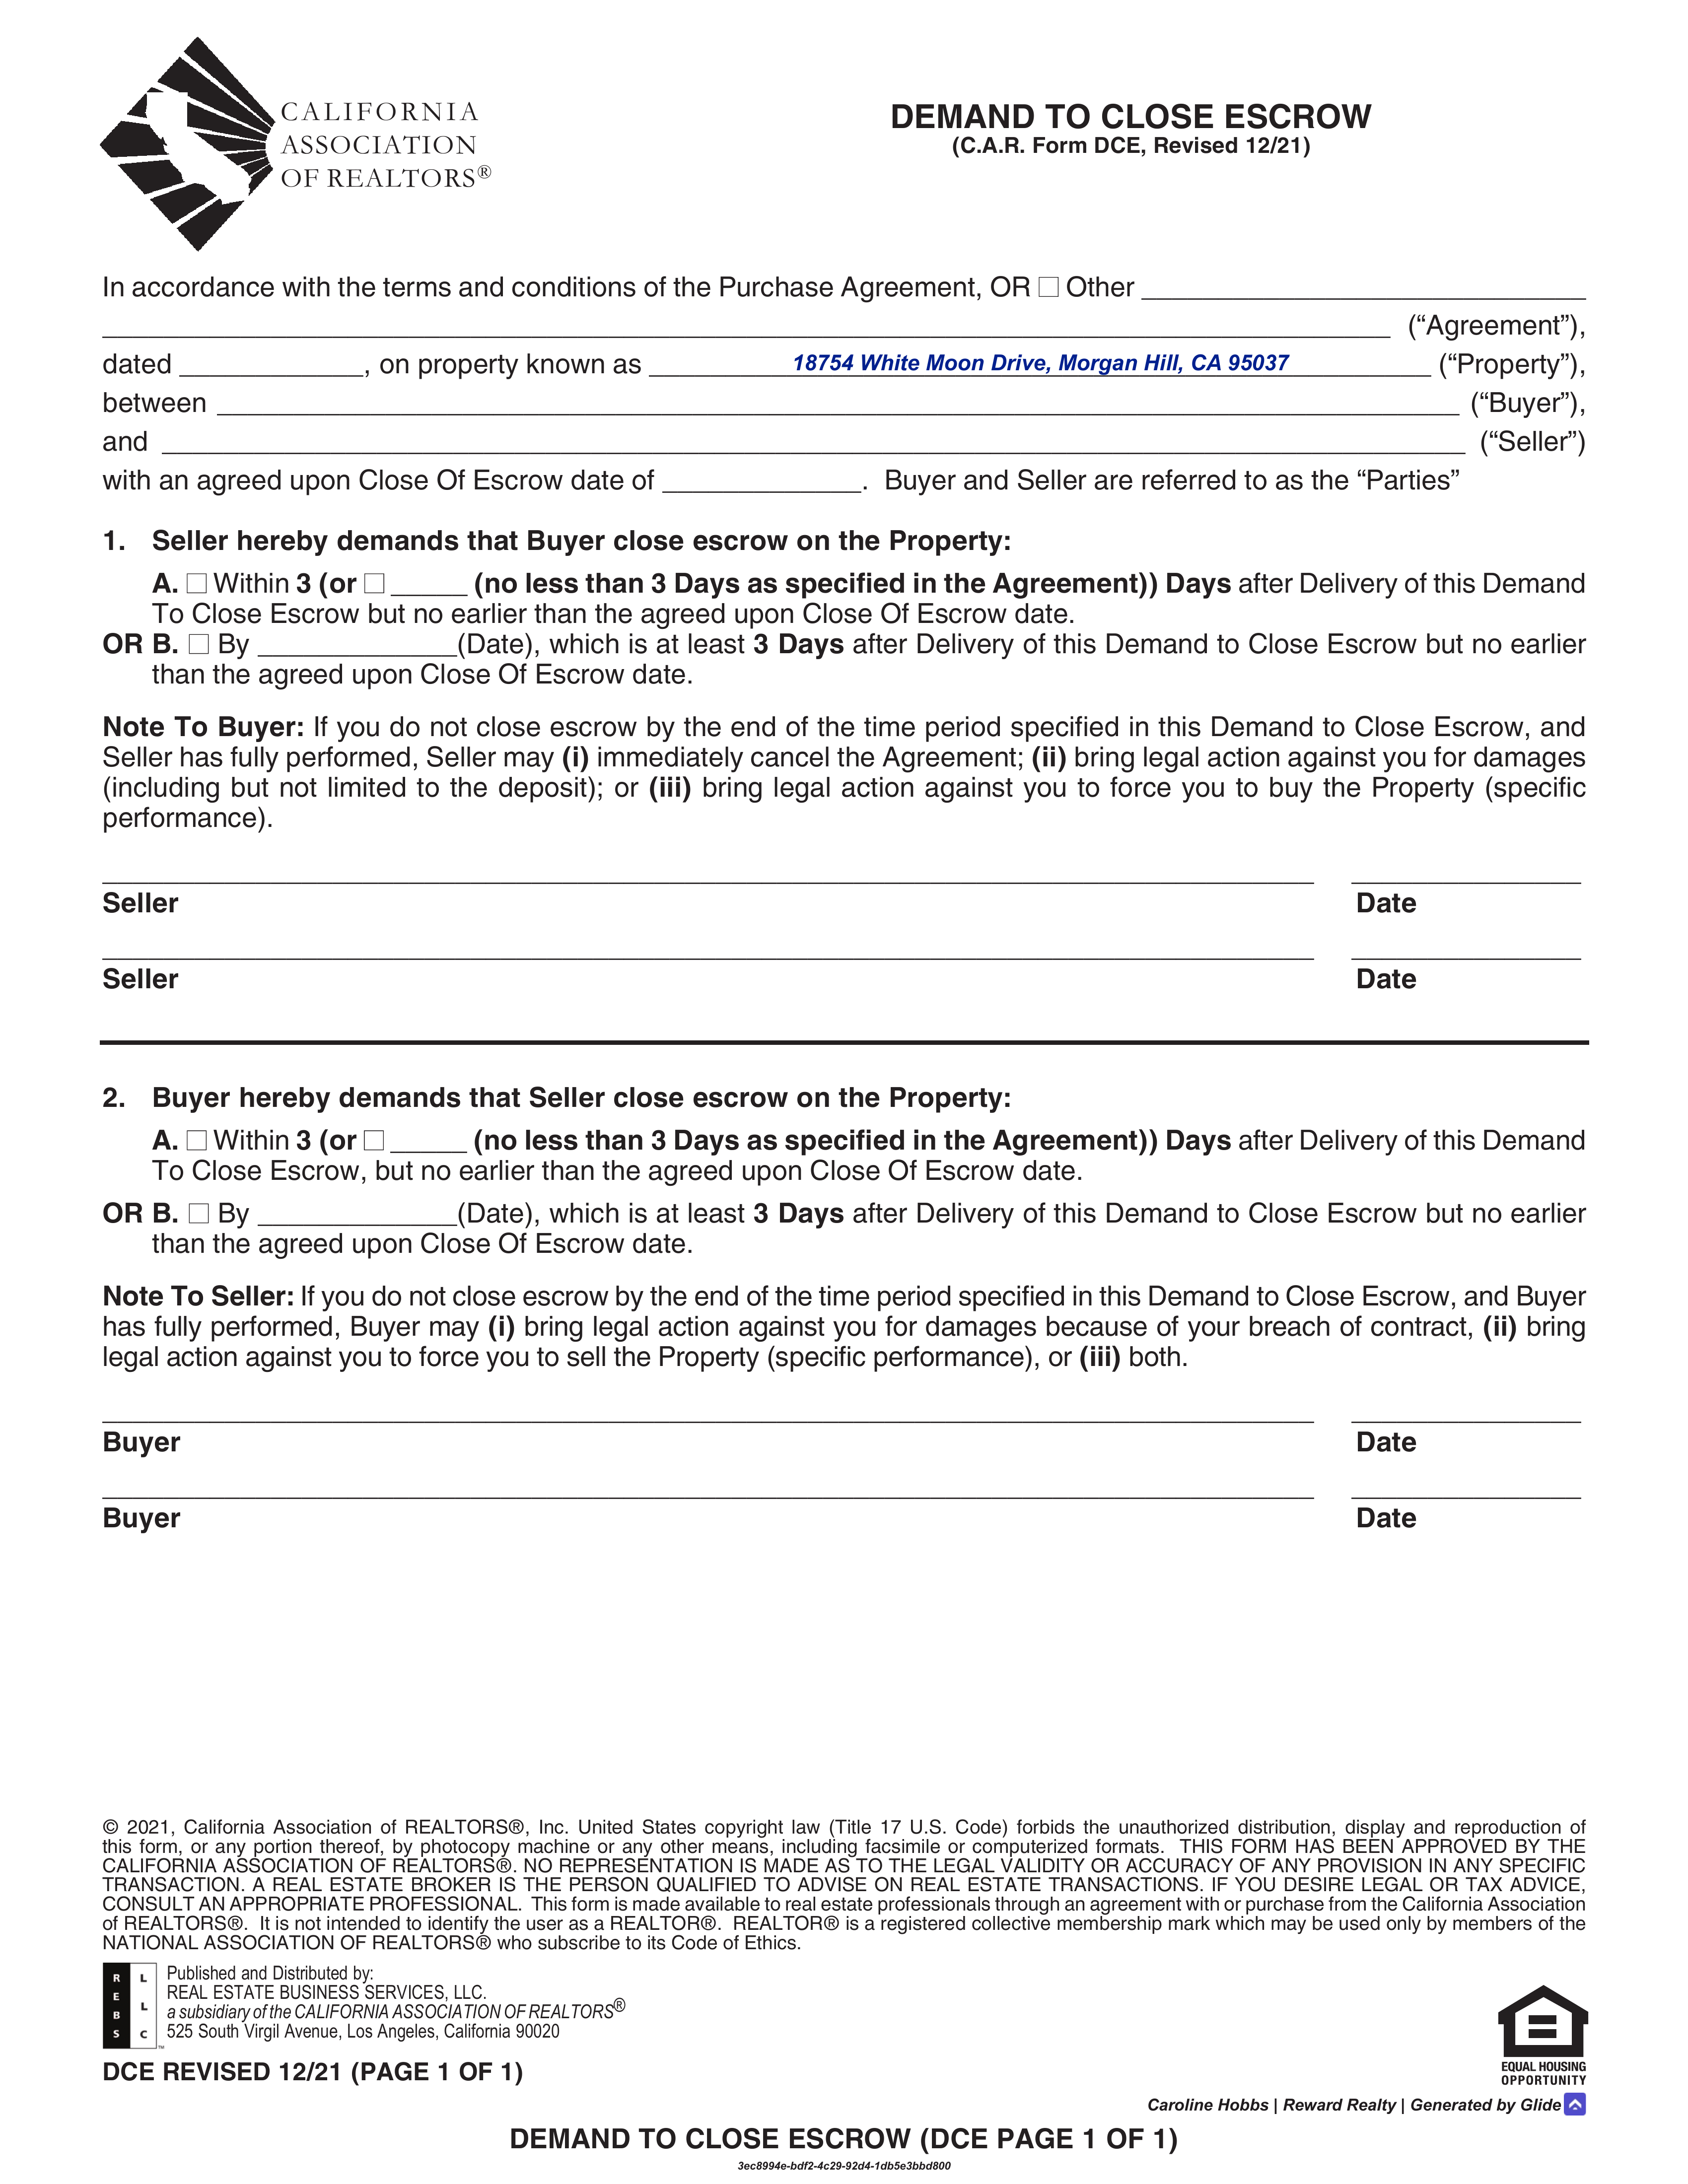 CALIFORNIA
ASSOCIATION
OF REALTORS®
DEMAND TO CLOSE ESCROW
(C.A.R. Form DCE, Revised 12/21)
In accordance with the terms and conditions of the Purchase Agreement, OR ☐ Other ____________________
____________________ (“Agreement”),
dated ____________, on property known as 18754 White Moon Drive, Morgan Hill, CA 95037 (“Property”),
between ____________________ (“Buyer”),
and ____________________ (“Seller”)
with an agreed upon Close Of Escrow date of _____________. Buyer and Seller are referred to as the “Parties”
1. Seller hereby demands that Buyer close escrow on the Property:
A. ☐ Within 3 (or ☐ _____ (no less than 3 Days as specified in the Agreement)) Days after Delivery of this Demand
To Close Escrow but no earlier than the agreed upon Close Of Escrow date.
OR B. ☐ By _____________(Date), which is at least 3 Days after Delivery of this Demand to Close Escrow but no earlier
than the agreed upon Close Of Escrow date.
Note To Buyer: If you do not close escrow by the end of the time period specified in this Demand to Close Escrow, and
Seller has fully performed, Seller may (i) immediately cancel the Agreement; (ii) bring legal action against you for damages
(including but not limited to the deposit); or (iii) bring legal action against you to force you to buy the Property (specific
performance).
Seller Date
Seller Date
2. Buyer hereby demands that Seller close escrow on the Property:
A. ☐ Within 3 (or ☐ _____ (no less than 3 Days as specified in the Agreement)) Days after Delivery of this Demand
To Close Escrow, but no earlier than the agreed upon Close Of Escrow date.
OR B. ☐ By _____________(Date), which is at least 3 Days after Delivery of this Demand to Close Escrow but no earlier
than the agreed upon Close Of Escrow date.
Note To Seller: If you do not close escrow by the end of the time period specified in this Demand to Close Escrow, and Buyer
has fully performed, Buyer may (i) bring legal action against you for damages because of your breach of contract, (ii) bring
legal action against you to force you to sell the Property (specific performance), or (iii) both.
Buyer Date
Buyer Date
© 2021, California Association of REALTORS®, Inc. United States copyright law (Title 17 U.S. Code) forbids the unauthorized distribution, display and reproduction of
this form, or any portion thereof, by photocopy machine or any other means, including facsimile or computerized formats. THIS FORM HAS BEEN APPROVED BY THE
CALIFORNIA ASSOCIATION OF REALTORS®. NO REPRESENTATION IS MADE AS TO THE LEGAL VALIDITY OR ACCURACY OF ANY PROVISION IN ANY SPECIFIC
TRANSACTION. A REAL ESTATE BROKER IS THE PERSON QUALIFIED TO ADVISE ON REAL ESTATE TRANSACTIONS. IF YOU DESIRE LEGAL OR TAX ADVICE,
CONSULT AN APPROPRIATE PROFESSIONAL. This form is made available to real estate professionals through an agreement with or purchase from the California Association
of REALTORS®. It is not intended to identify the user as a REALTOR®. REALTOR® is a registered collective membership mark which may be used only by members of the
NATIONAL ASSOCIATION OF REALTORS® who subscribe to its Code of Ethics.
REBS LLC ™
Published and Distributed by:
REAL ESTATE BUSINESS SERVICES, LLC.
a subsidiary of the CALIFORNIA ASSOCIATION OF REALTORS®
525 South Virgil Avenue, Los Angeles, California 90020
DCE REVISED 12/21 (PAGE 1 OF 1)
EQUAL HOUSING
OPPORTUNITY
Caroline Hobbs | Reward Realty | Generated by Glide
DEMAND TO CLOSE ESCROW (DCE PAGE 1 OF 1)
3ec8994e-bdf2-4c29-92d4-1db5e3bbd800